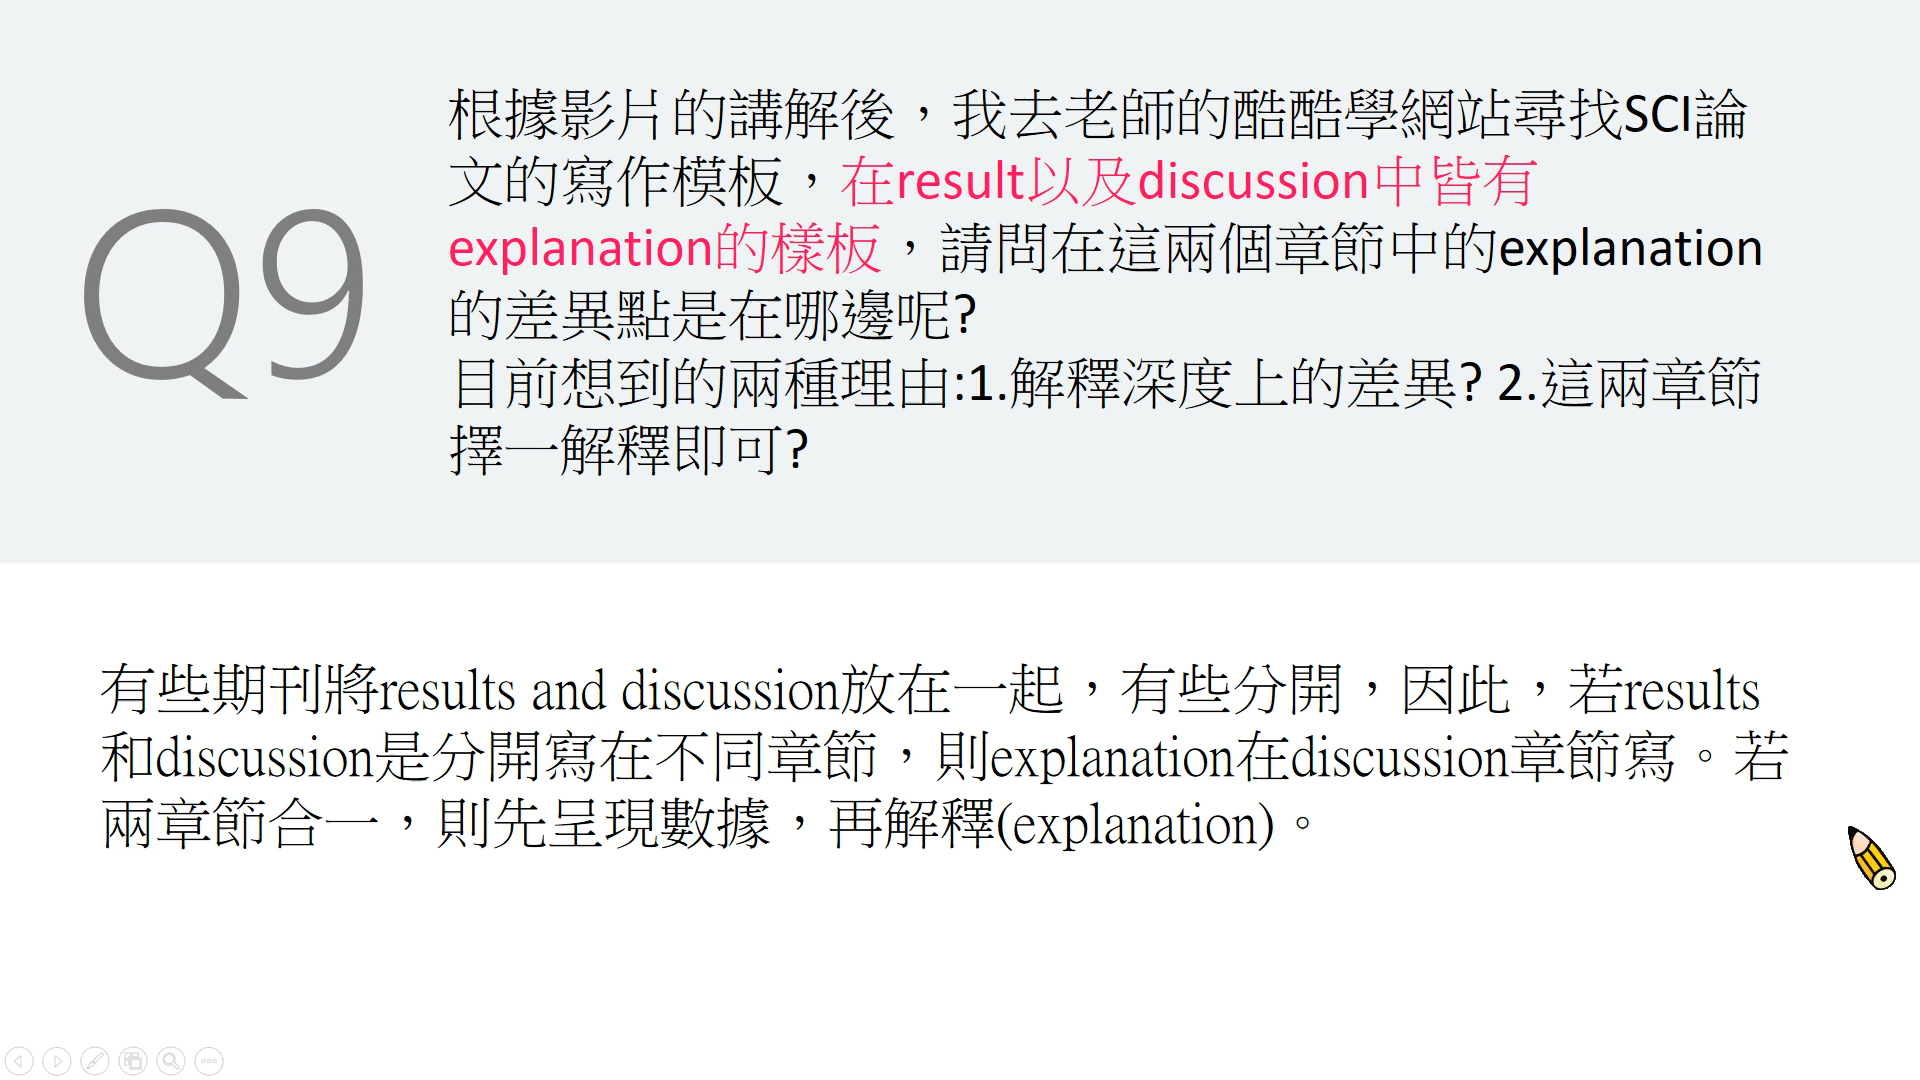 Q9
根據影片的講解後，我去老師的酷酷學網站尋找SCI論
文的寫作模板，在result以及discussion中皆有
explanation的樣板，請問在這兩個章節中的explanation
的差異點是在哪邊呢?
目前想到的兩種理由:1.解釋深度上的差異? 2.這兩章節
擇一解釋即可?
有些期刊將results and discussion放在一起，有些分開，因此，若results
和discussion是分開寫在不同章節，則explanation在discussion章節寫。若
兩章節合一，則先呈現數據，再解釋(explanation)。